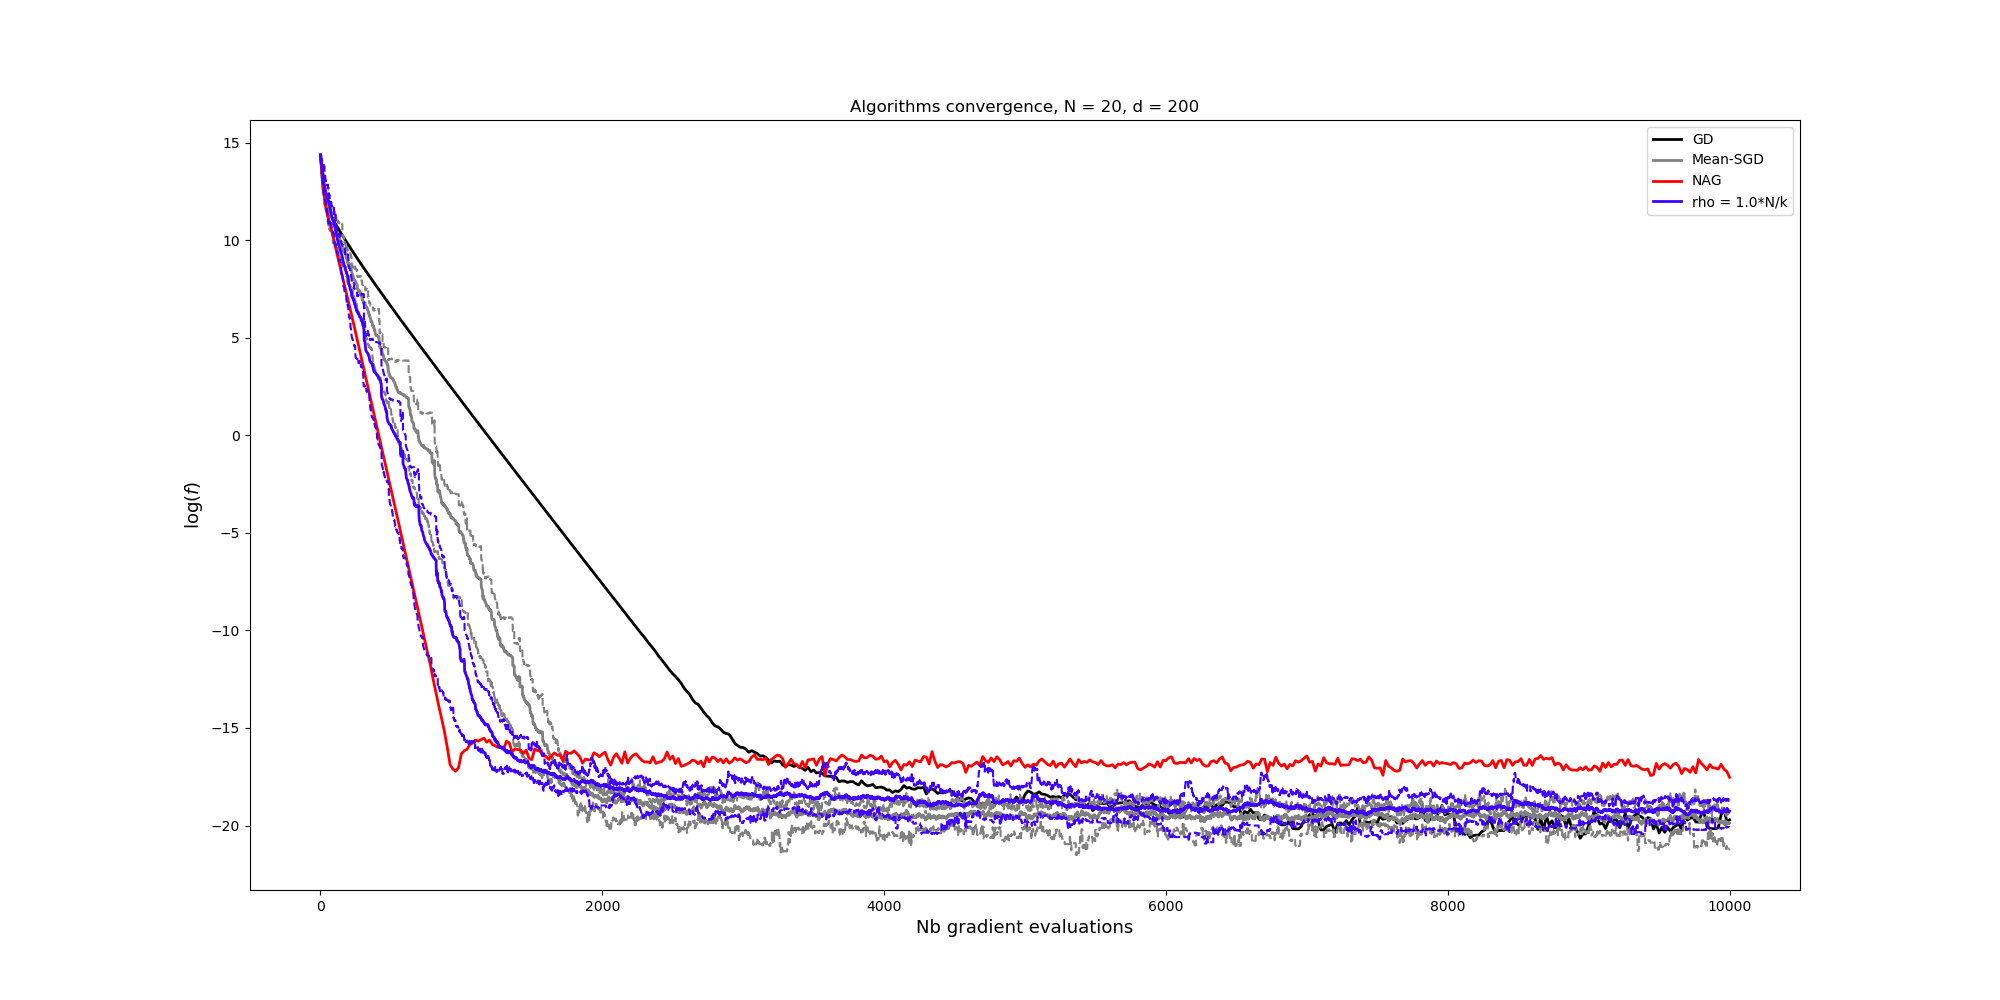 Algorithms convergence, N = 20, d = 200
GD
Mean-SGD
NAG
rho = 1.0*N/k
15
10
5
0
−5
−10
−15
−20
log(f)
0
2000
4000
6000
8000
10000
Nb gradient evaluations